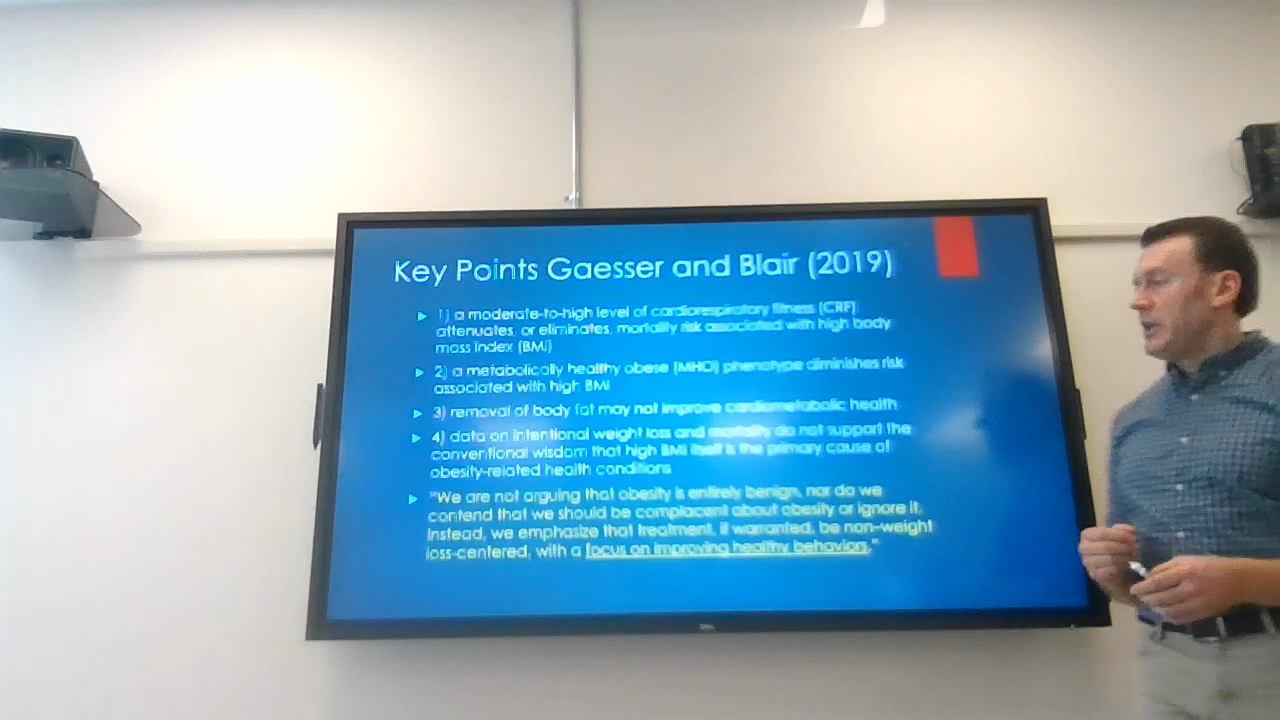 Key Points Gaesser and Blair (2019)
1) a moderate-to-high level of cardiorespiratory fitness (CRF)
attenuates, or eliminates, mortality risk associated with high body
mass index (BMI)
2) a metabolically healthy obese (MHO) phenotype diminishes risk
associated with high BMI
3) removal of body fat may not improve cardiometabolic health
4) data on intentional weight loss and mortality do not support the
conventional wisdom that high BMI itself is the primary cause of
obesity-related health conditions
"We are not arguing that obesity is entirely benign, nor do we
contend that we should be complacent about obesity or ignore it.
Instead, we emphasize that treatment, if warranted, be non-weight
loss-centered, with a focus on improving healthy behaviors."
DELL